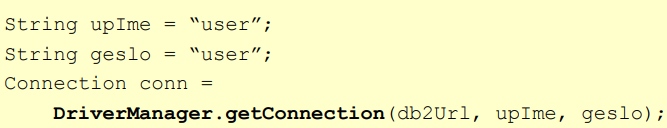 String upIme = “user”;
String geslo = “user”;
Connection conn =
DriverManager.getConnection(db2Url, upIme, geslo);